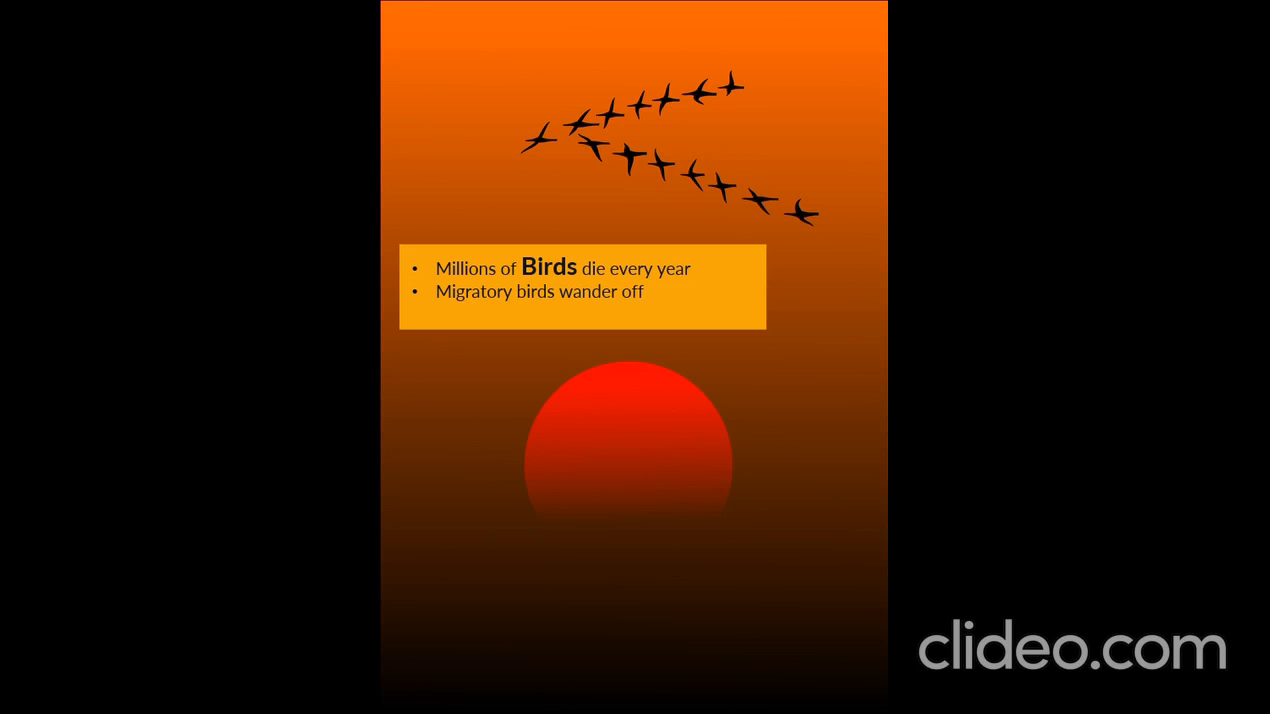 • Millions of Birds die every year
• Migratory birds wander off
clideo.com